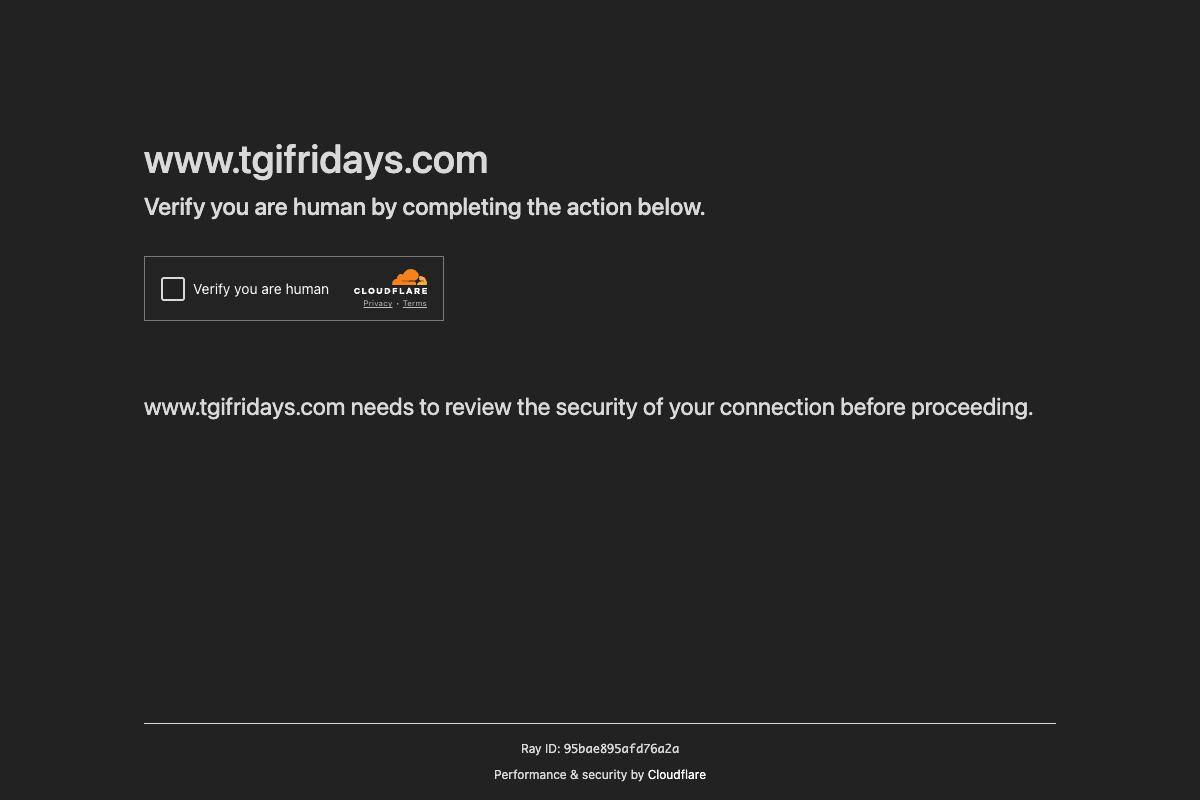 www.tgifridays.com
Verify you are human by completing the action below.
Verify you are human
CLOUDFLARE
Privacy • Terms
www.tgifridays.com needs to review the security of your connection before proceeding.
Ray ID: 95bae895afd76a2a
Performance & security by Cloudflare